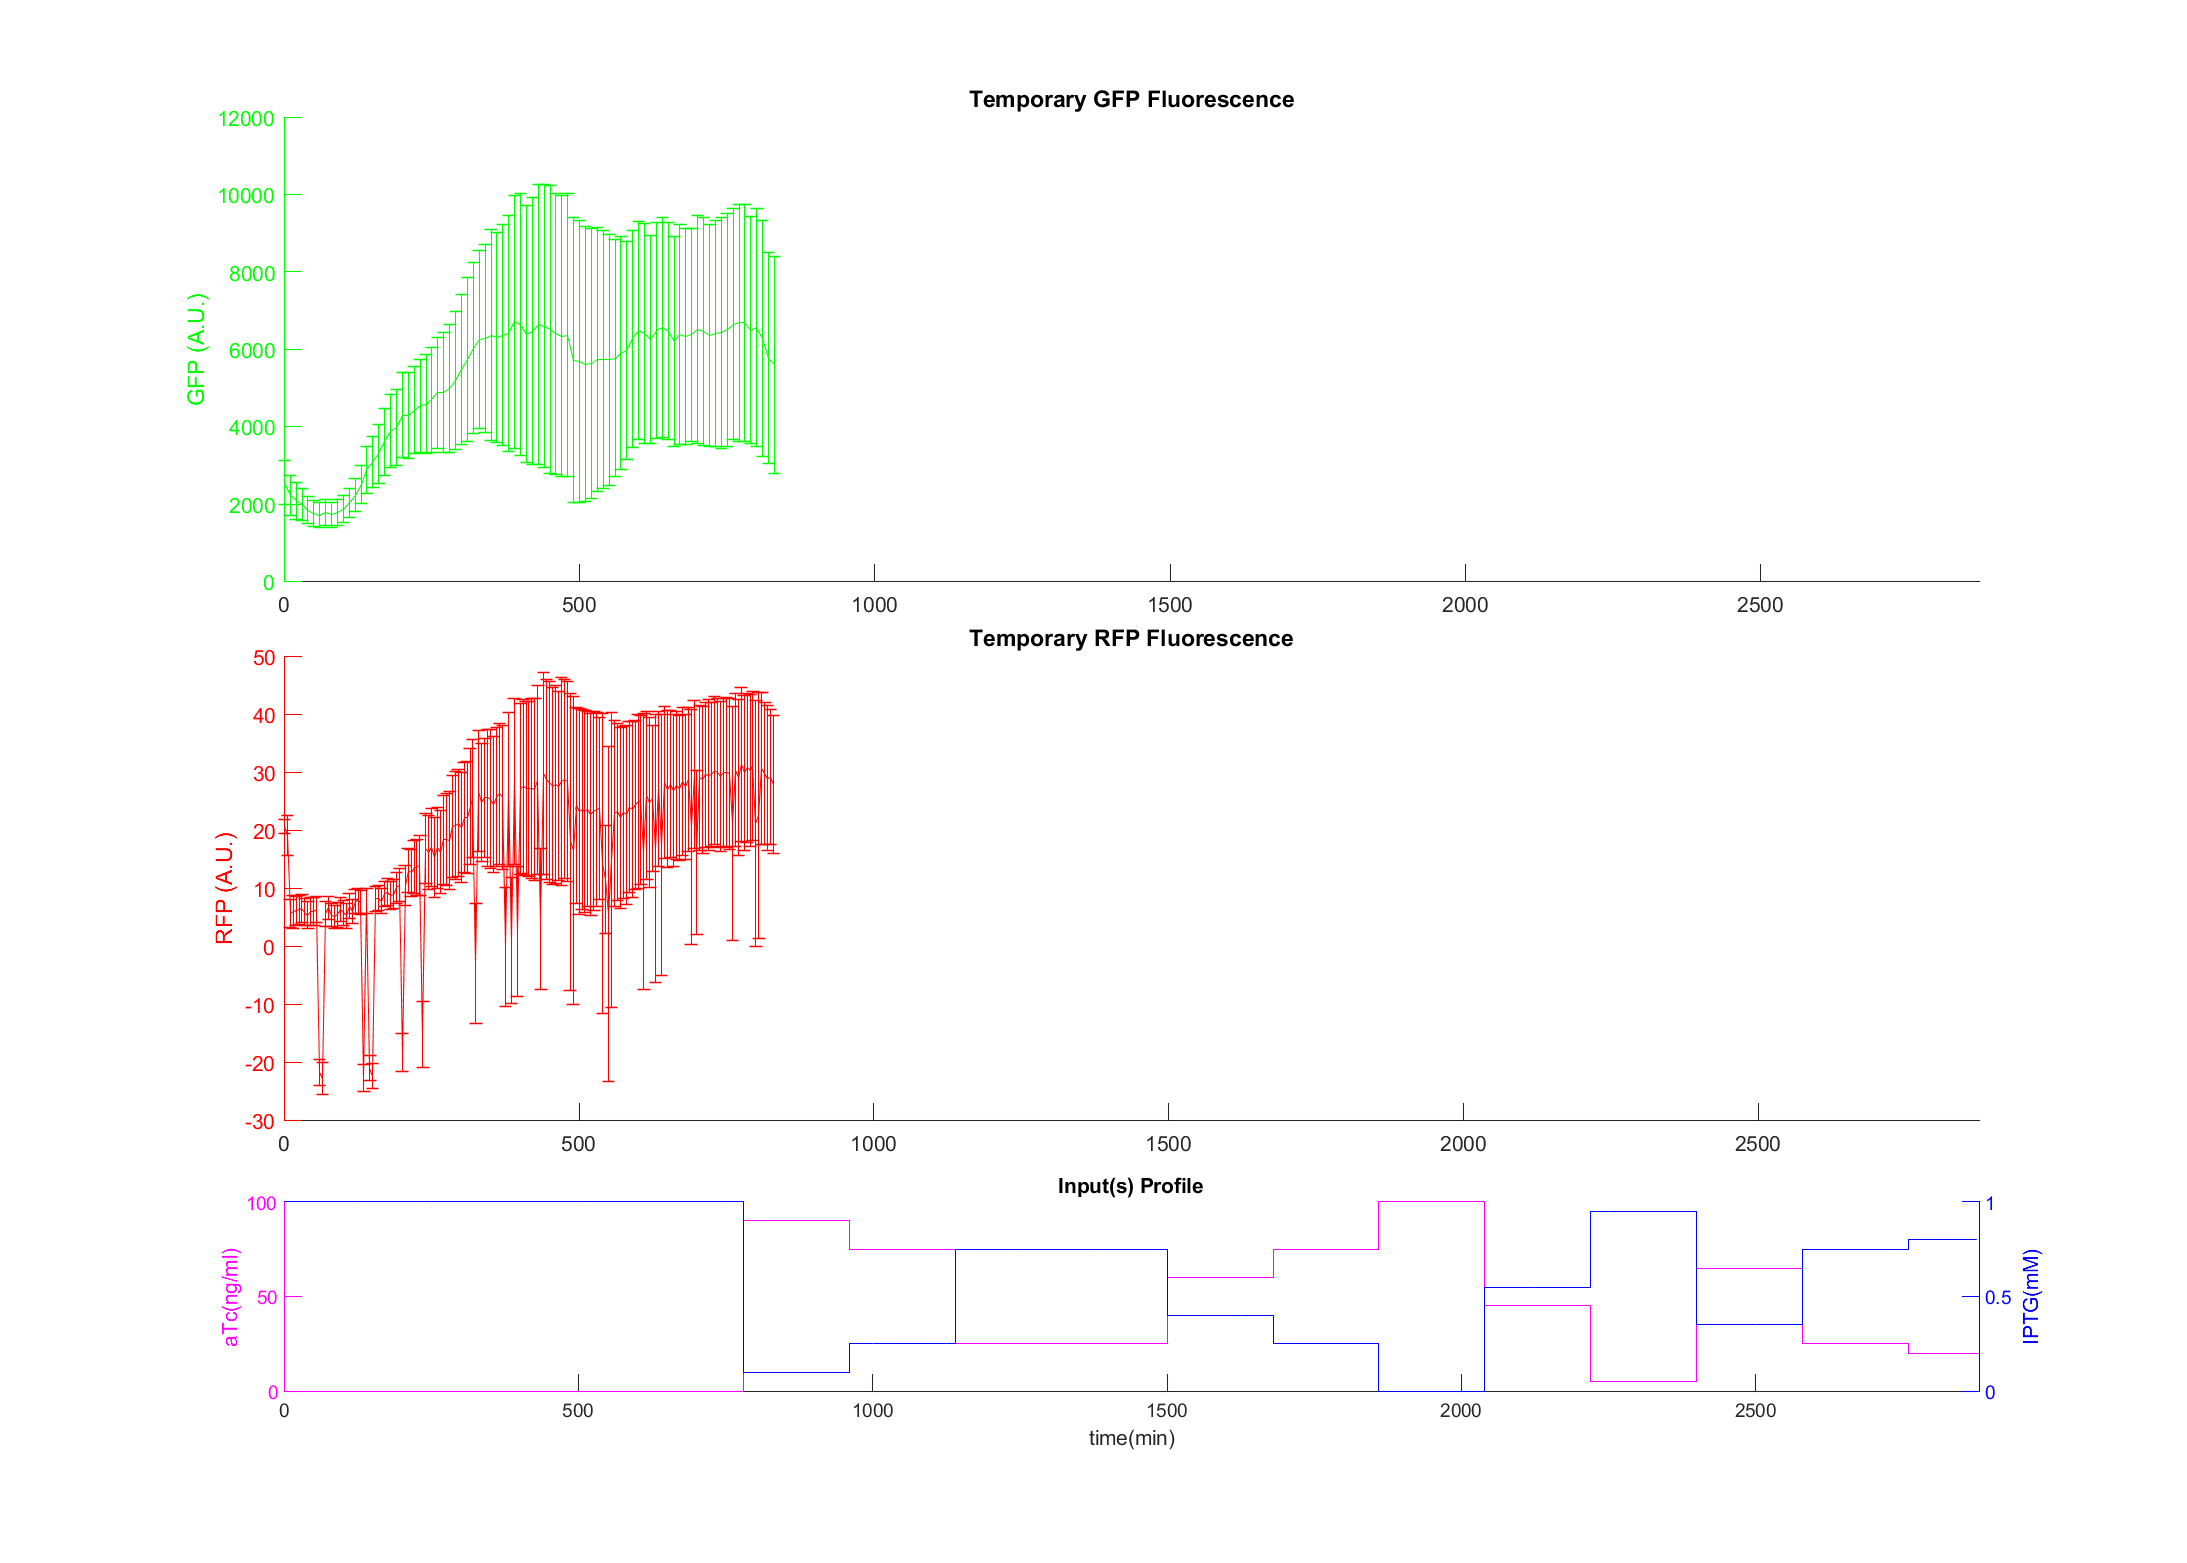 Temporary GFP Fluorescence
12000
10000
8000
6000
4000
2000
0
GFP (A.U.)
0 500 1000 1500 2000 2500
Temporary RFP Fluorescence
50
40
30
20
10
0
-10
-20
-30
RFP (A.U.)
0 500 1000 1500 2000 2500
Input(s) Profile
100
50
0
aTc(ng/ml)
1
0.5
0
IPTG(mM)
0 500 1000 1500 2000 2500
time(min)